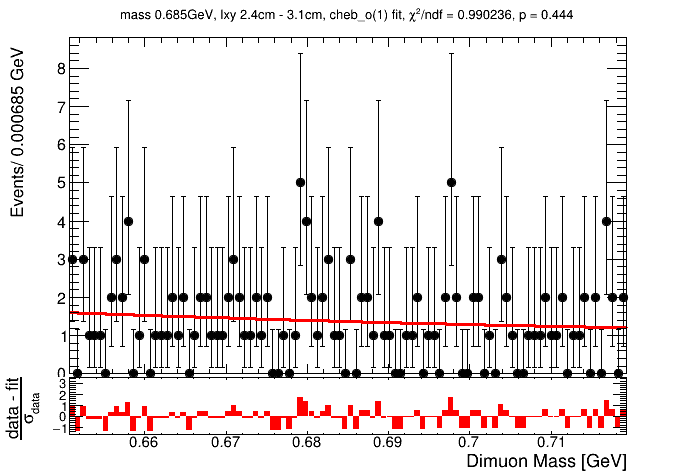 mass 0.685GeV, lxy 2.4cm - 3.1cm, cheb_o(1) fit, χ²/ndf = 0.990236, p = 0.444
Events/ 0.000685 GeV
8
7
6
5
4
3
2
1
0
data - fit
σdata
3
2
1
0
−1
0.66 0.67 0.68 0.69 0.7 0.71
Dimuon Mass [GeV]